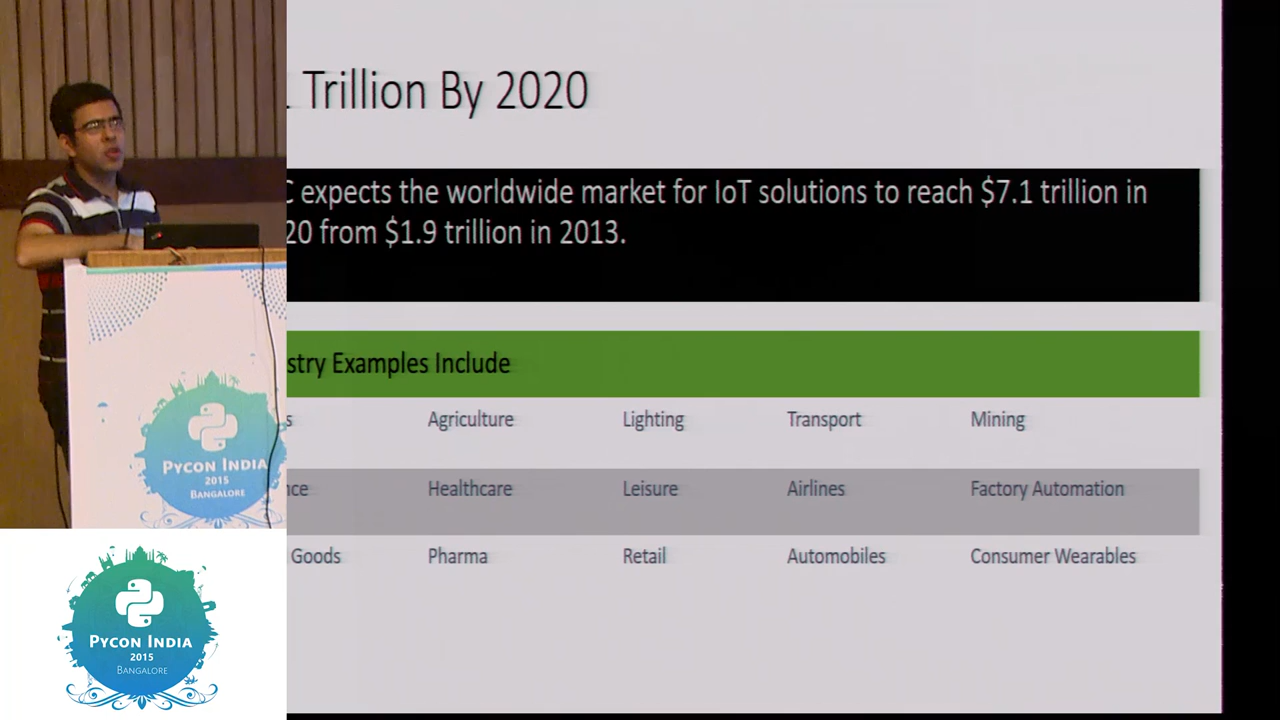 Trillion By 2020
C expects the worldwide market for IoT solutions to reach $7.1 trillion in
20 from $1.9 trillion in 2013.
stry Examples Include
s Agriculture Lighting Transport Mining
nce Healthcare Leisure Airlines Factory Automation
Goods Pharma Retail Automobiles Consumer Wearables
PYCON INDIA
2015
BANGALORE
PYCON INDIA
2015
BANGALORE